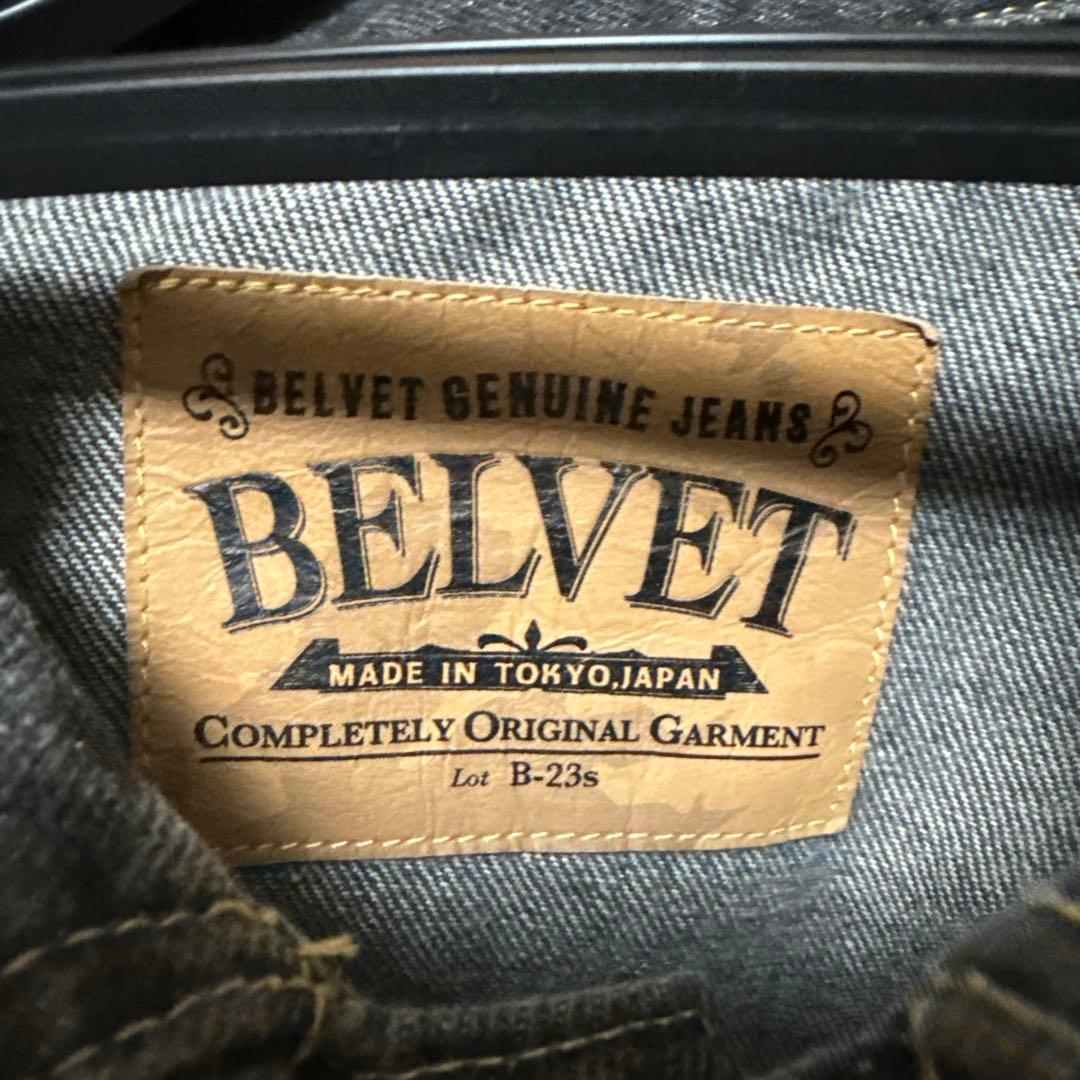 BELVET GENUINE JEANS
BELVET
MADE IN TOKYO,JAPAN
COMPLETELY ORIGINAL GARMENT
Lot B-23s